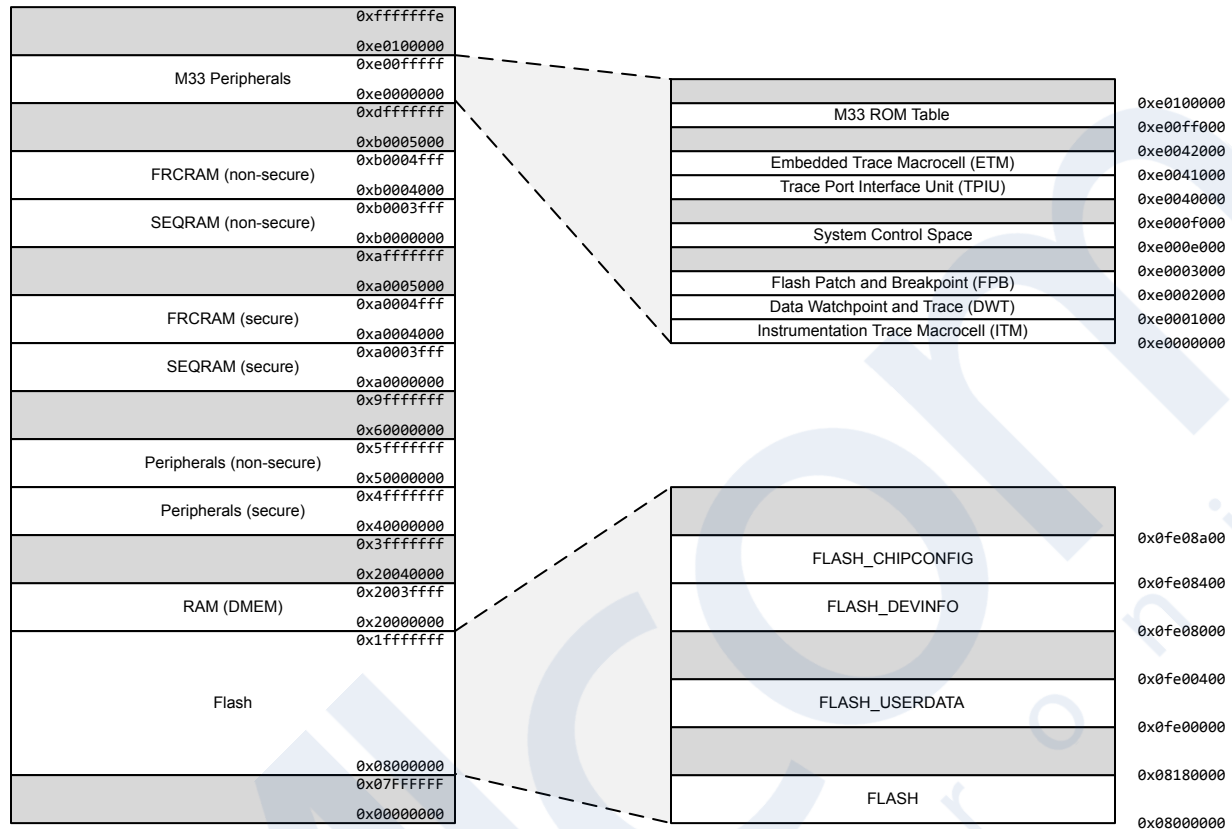 0xfffffffe
0xe0100000
M33 Peripherals
0xe00fffff
0xe0000000
0xdfffffff
0xb0005000
FRCRAM (non-secure)
0xb0004fff
0xb0004000
SEQRAM (non-secure)
0xb0003fff
0xb0000000
0xafffffff
0xa0005000
FRCRAM (secure)
0xa0004fff
0xa0004000
SEQRAM (secure)
0xa0003fff
0xa0000000
0x9fffffff
0x60000000
Peripherals (non-secure)
0x5fffffff
0x50000000
Peripherals (secure)
0x4fffffff
0x40000000
0x3fffffff
0x20040000
RAM (DMEM)
0x2003ffff
0x20000000
0x1fffffff
Flash
0x08000000
0x07FFFFFF
0x00000000
0xe0100000
M33 ROM Table
0xe00ff000
0xe0042000
Embedded Trace Macrocell (ETM)
0xe0041000
Trace Port Interface Unit (TPIU)
0xe0040000
0xe000f000
System Control Space
0xe000e000
0xe0003000
Flash Patch and Breakpoint (FPB)
0xe0002000
Data Watchpoint and Trace (DWT)
0xe0001000
Instrumentation Trace Macrocell (ITM)
0xe0000000
0x0fe08a00
FLASH_CHIPCONFIG
0x0fe08400
FLASH_DEVINFO
0x0fe08000
0x0fe00400
FLASH_USERDATA
0x0fe00000
0x08180000
FLASH
0x08000000